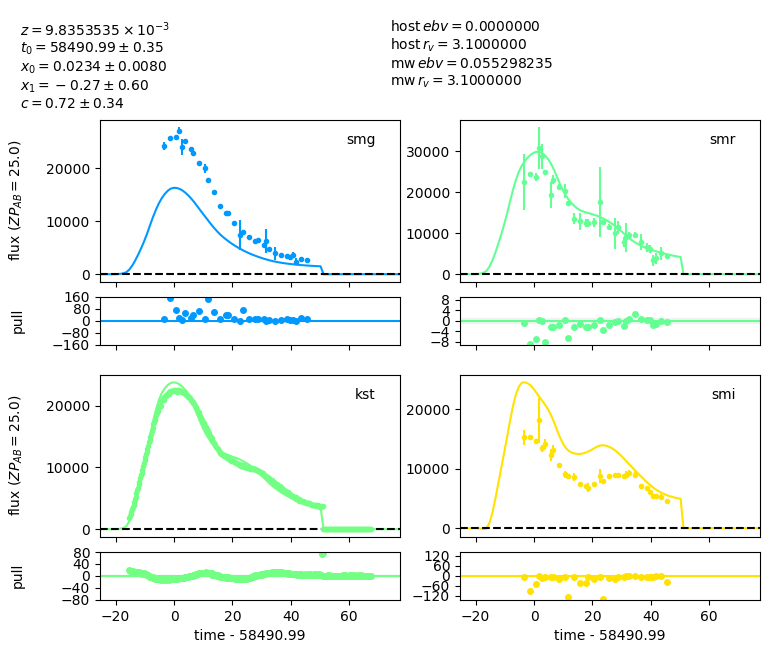 z = 9.8353535 × 10⁻³
t₀ = 58490.99 ± 0.35
x₀ = 0.0234 ± 0.0080
x₁ = −0.27 ± 0.60
c = 0.72 ± 0.34
host ebv = 0.0000000
host r_v = 3.1000000
mw ebv = 0.055298235
mw r_v = 3.1000000
flux (ZP_AB = 25.0)
20000
10000
0
smg
30000
20000
10000
0
smr
pull
160
80
0
−80
−160
8
4
0
−4
−8
flux (ZP_AB = 25.0)
20000
10000
0
kst
20000
10000
0
smi
pull
80
40
0
−40
−80
120
60
0
−60
−120
−20 0 20 40 60
time - 58490.99
−20 0 20 40 60
time - 58490.99